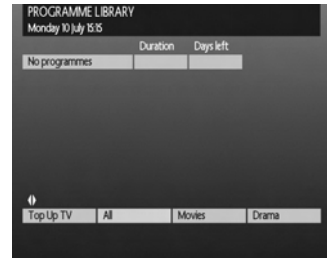 PROGRAMME LIBRARY
Monday 10 July 15:15
Duration Days left
No programmes
Top Up TV All Movies Drama